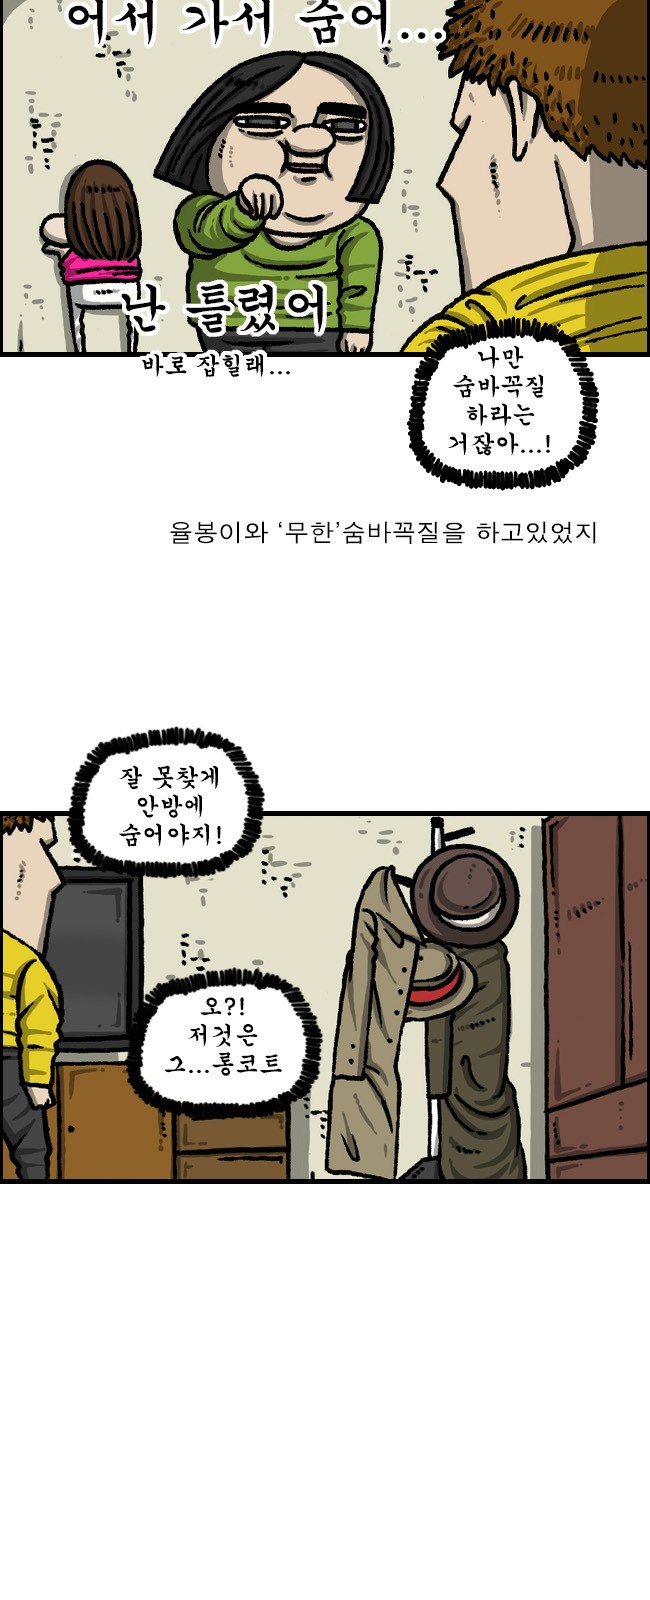 어서 가서 숨어...
난 틀렸어
바로 잡힐래...
나만
숨바꼭질
하라는
거잖아...!
율봉이와 ‘무한’숨바꼭질을 하고있었지
잘 못찾게
안방에
숨어야지!
오?!
저것은
그...롱코트